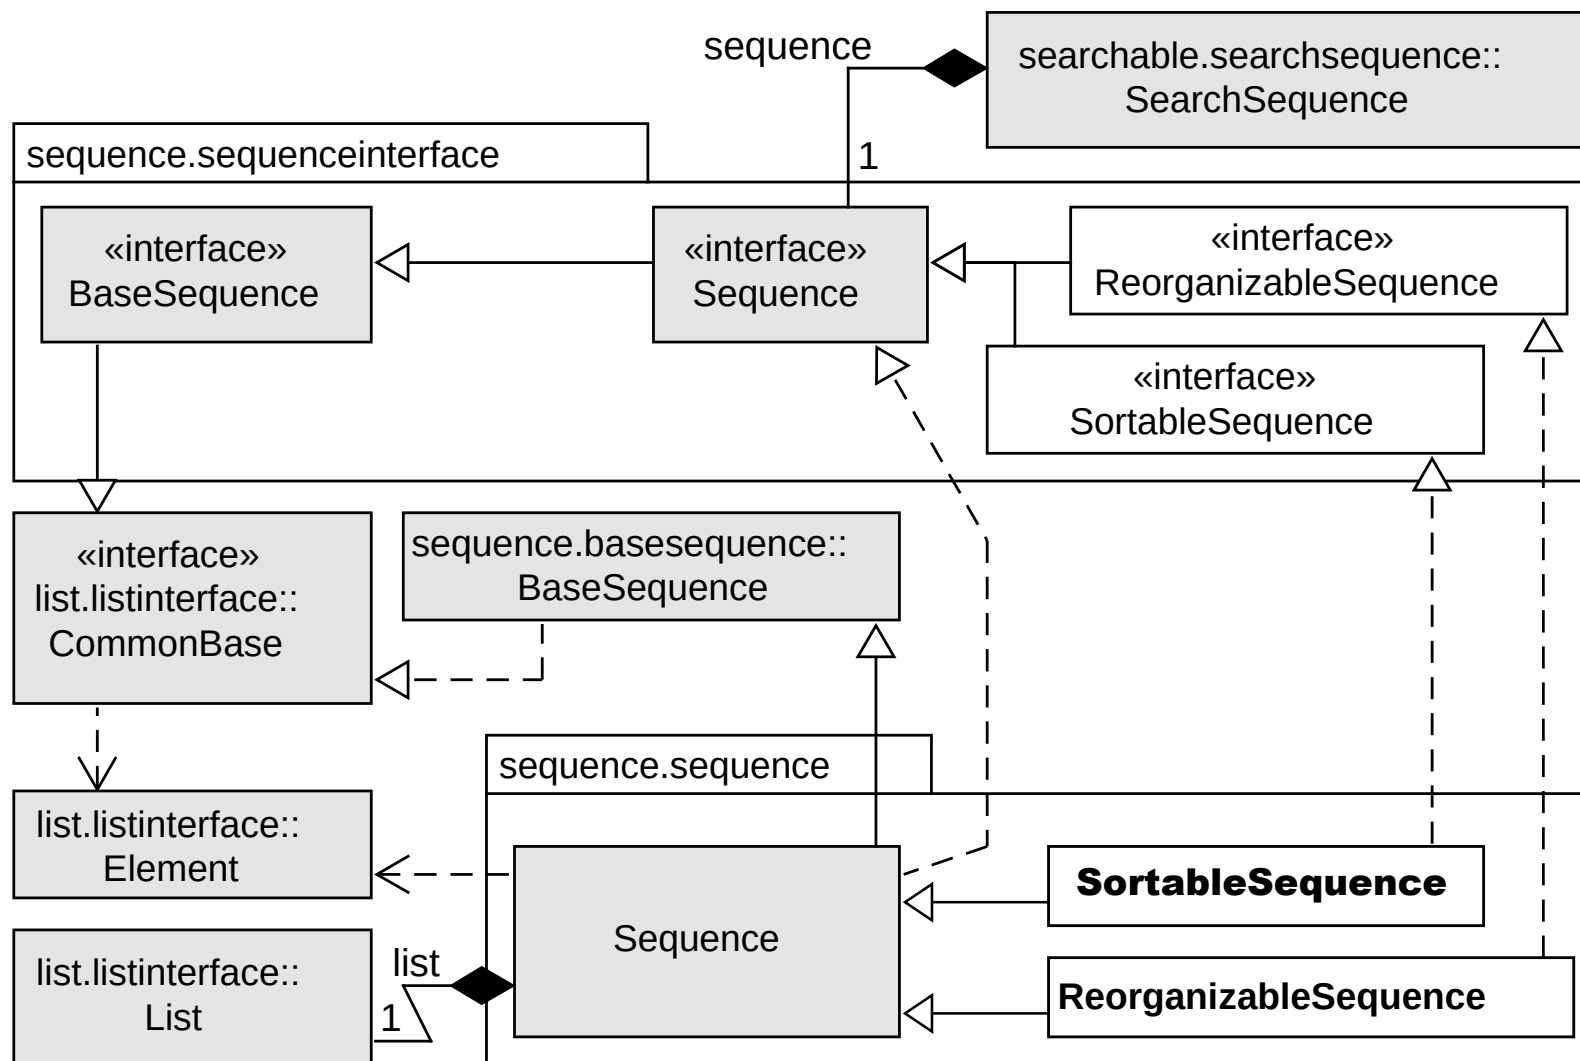 sequence
searchable.searchsequence::
SearchSequence
sequence.sequenceinterface
1
«interface»
BaseSequence
«interface»
Sequence
«interface»
ReorganizableSequence
«interface»
SortableSequence
«interface»
list.listinterface::
CommonBase
sequence.basesequence::
BaseSequence
sequence.sequence
list.listinterface::
Element
Sequence
SortableSequence
ReorganizableSequence
list.listinterface::
List
list
1